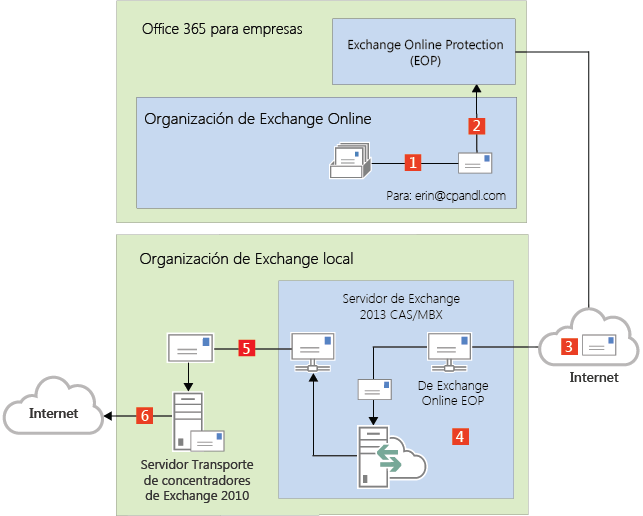 Office 365 para empresas
Exchange Online Protection
(EOP)
Organización de Exchange Online
2
1
Para: erin@cpandl.com
Organización de Exchange local
Servidor de Exchange
2013 CAS/MBX
5
3
Internet
De Exchange
Online EOP
Internet
6
4
Servidor Transporte
de concentradores
de Exchange 2010